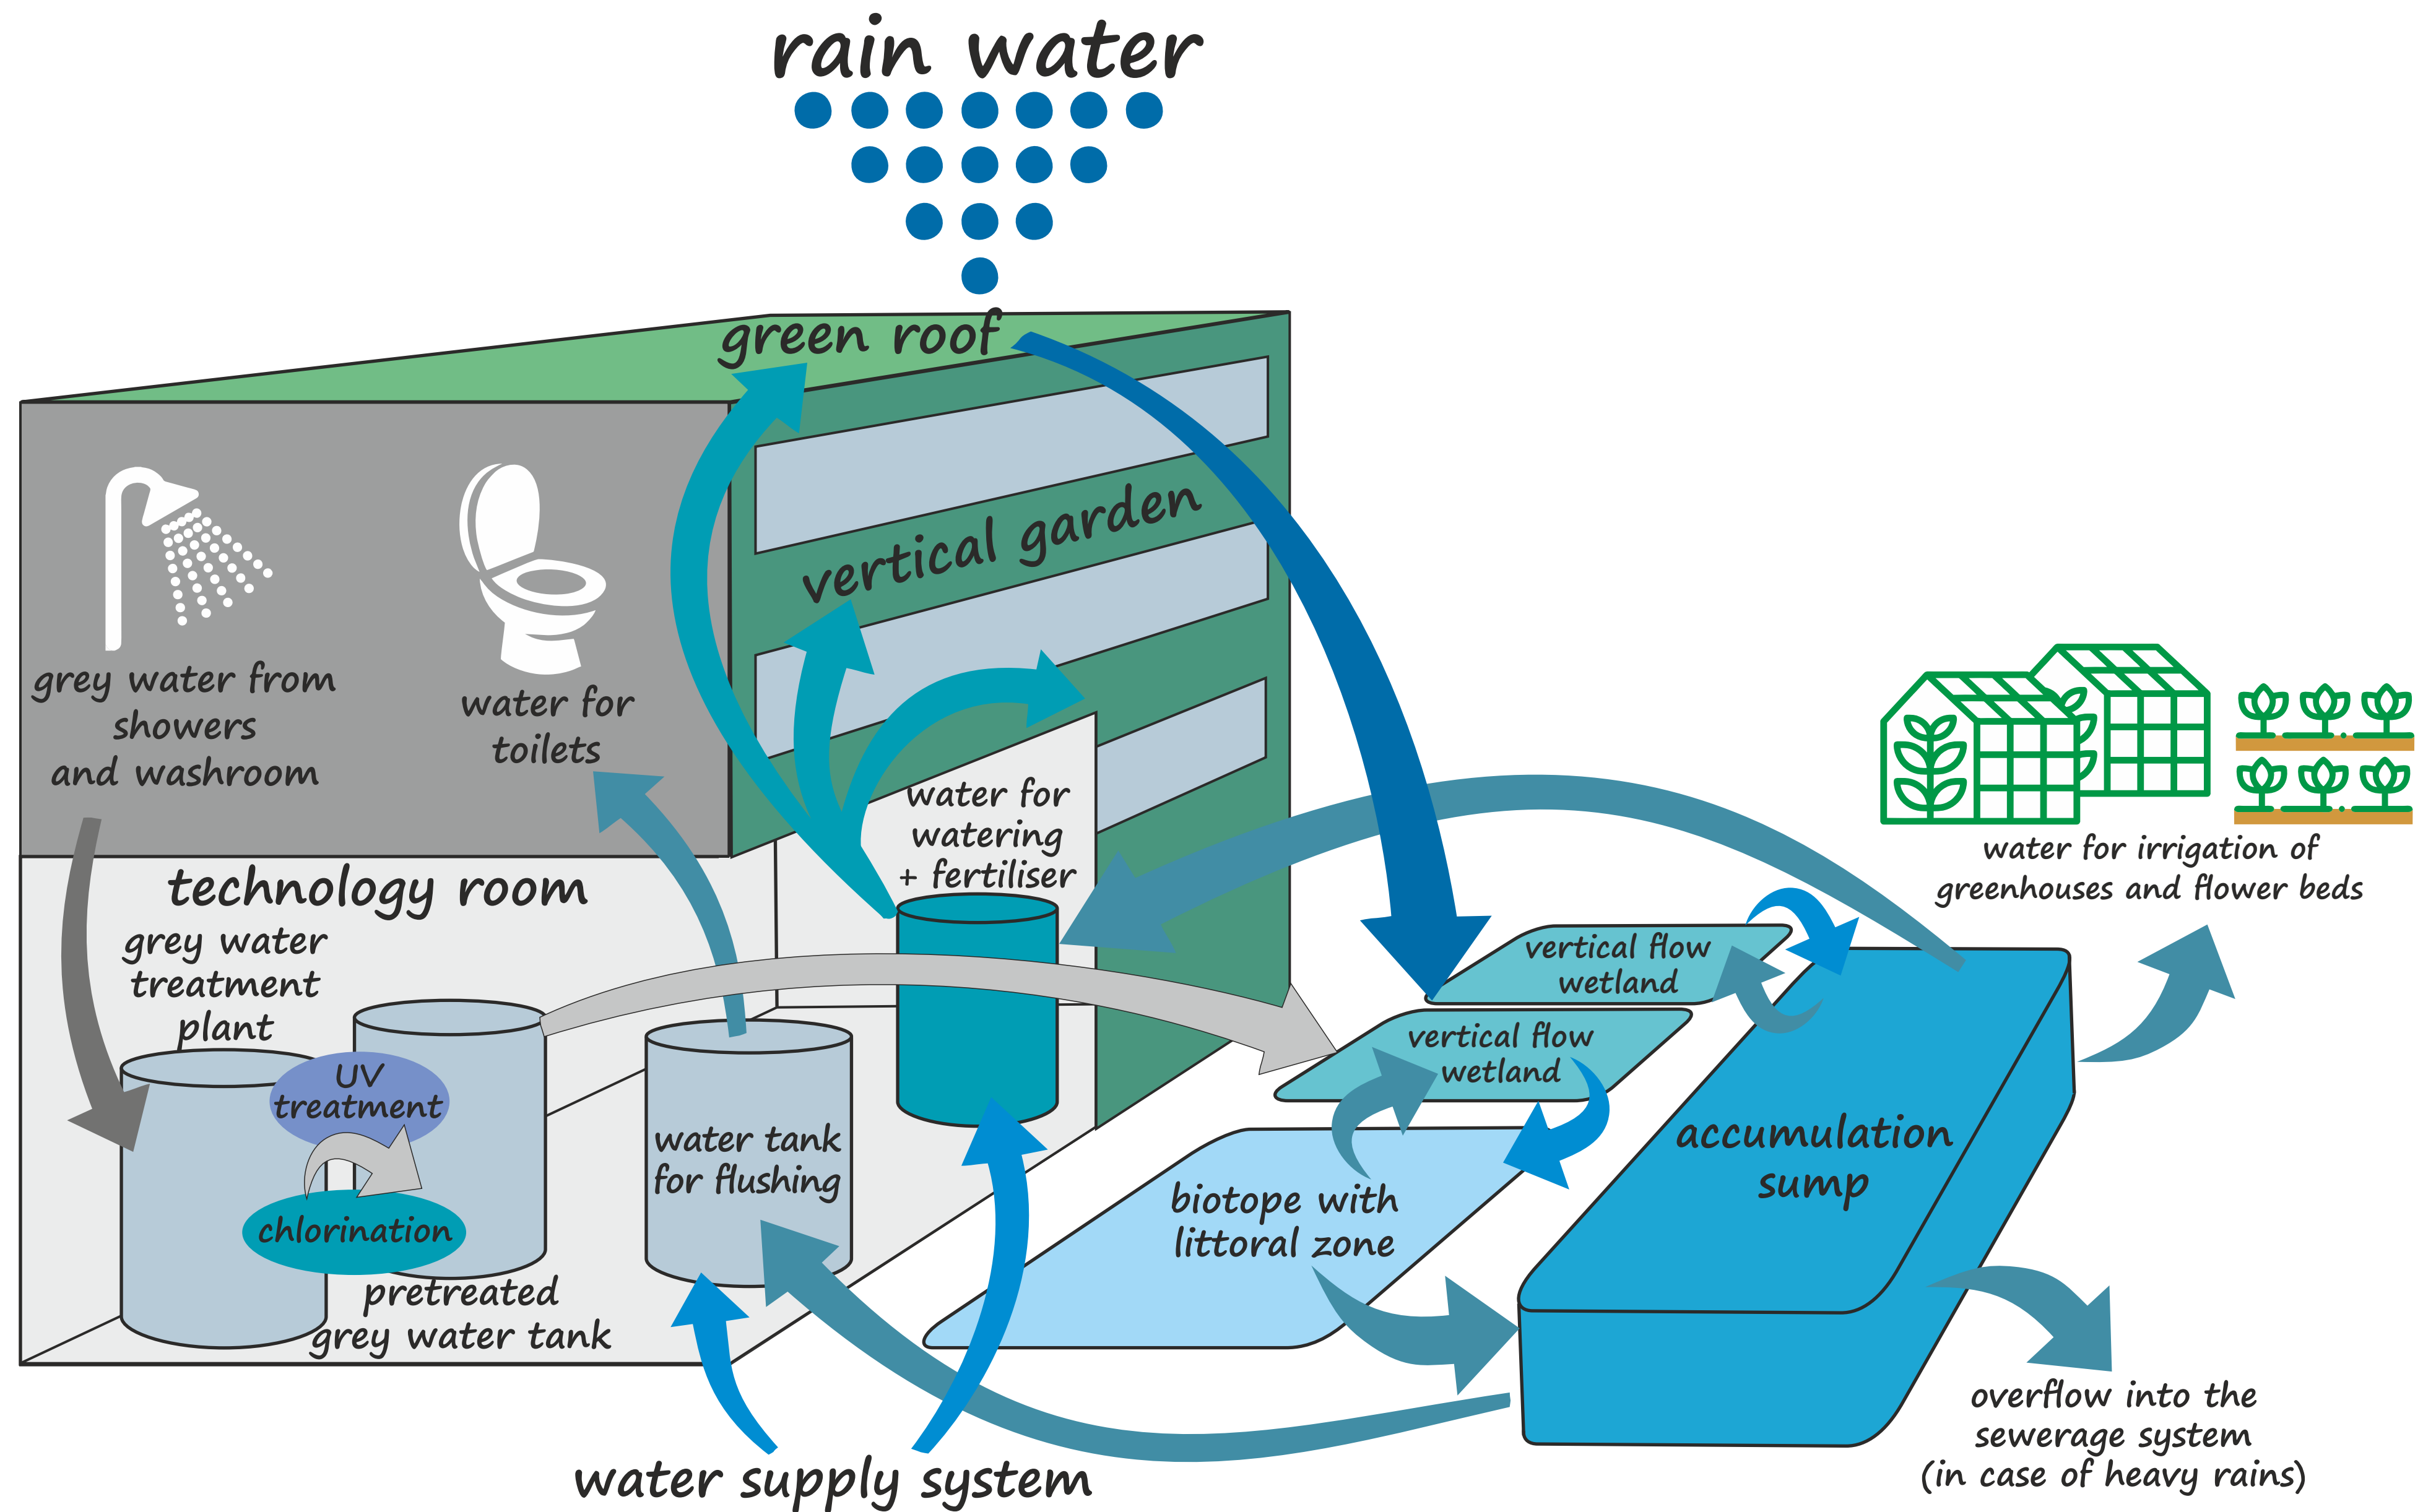 rain water
green roof
vertical garden
grey water from
showers
and washroom
water for
toilets
water for
watering
+ fertiliser
technology room
grey water
treatment
plant
UV
treatment
chlorination
pretreated
grey water tank
water tank
for flushing
water supply system
vertical flow
wetland
vertical flow
wetland
biotope with
littoral zone
accumulation
sump
water for irrigation of
greenhouses and flower beds
overflow into the
sewerage system
(in case of heavy rains)